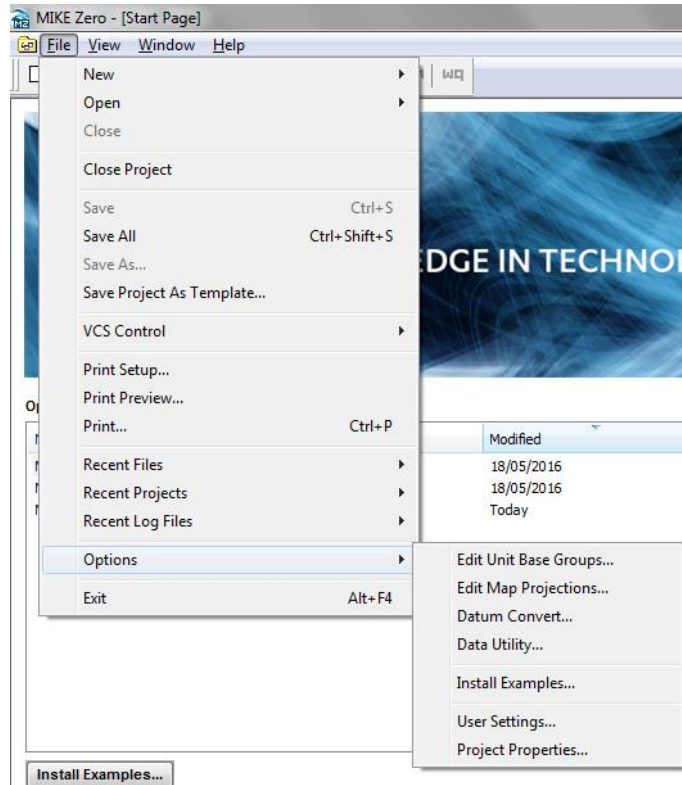 MIKE Zero - [Start Page]
File View Window Help
New
Open
Close
Close Project
Save Ctrl+S
Save All Ctrl+Shift+S
Save As...
Save Project As Template...
VCS Control
Print Setup...
Print Preview...
Print... Ctrl+P
Recent Files
Recent Projects
Recent Log Files
Options
Exit Alt+F4
EDGE IN TECHNOL
Modified
18/05/2016
18/05/2016
Today
Edit Unit Base Groups...
Edit Map Projections...
Datum Convert...
Data Utility...
Install Examples...
User Settings...
Project Properties...
Install Examples...